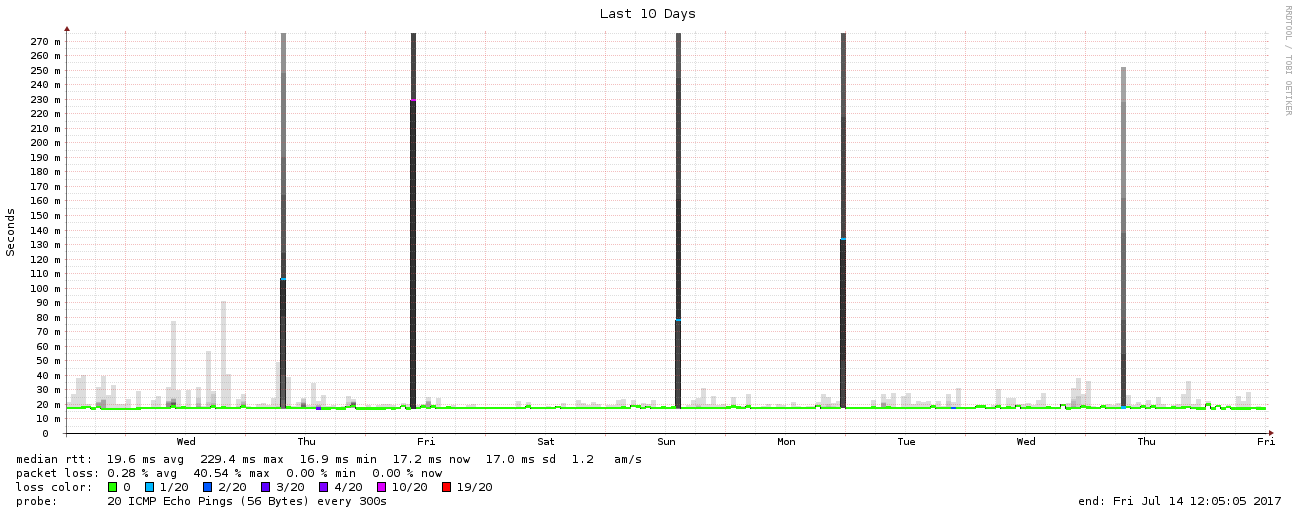 Last 10 Days
RRDTOOL / TOBI OETIKER
Seconds
270 m
260 m
250 m
240 m
230 m
220 m
210 m
200 m
190 m
180 m
170 m
160 m
150 m
140 m
130 m
120 m
110 m
100 m
90 m
80 m
70 m
60 m
50 m
40 m
30 m
20 m
10 m
0
Wed Thu Fri Sat Sun Mon Tue Wed Thu Fri
median rtt: 19.6 ms avg 229.4 ms max 16.9 ms min 17.2 ms now 17.0 ms sd 1.2 am/s
packet loss: 0.28 % avg 40.54 % max 0.00 % min 0.00 % now
loss color: 0 1/20 2/20 3/20 4/20 10/20 19/20
probe: 20 ICMP Echo Pings (56 Bytes) every 300s end: Fri Jul 14 12:05:05 2017